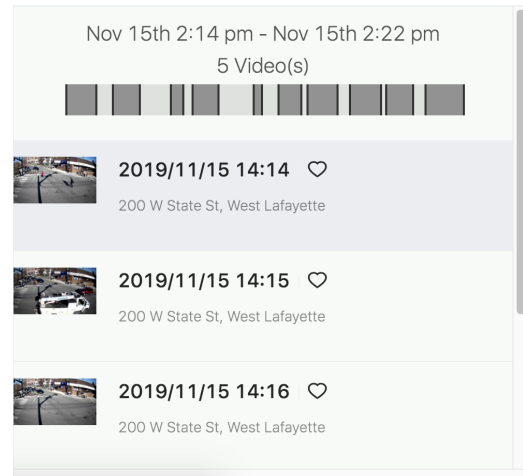 Nov 15th 2:14 pm - Nov 15th 2:22 pm
5 Video(s)
2019/11/15 14:14
200 W State St, West Lafayette
2019/11/15 14:15
200 W State St, West Lafayette
2019/11/15 14:16
200 W State St, West Lafayette